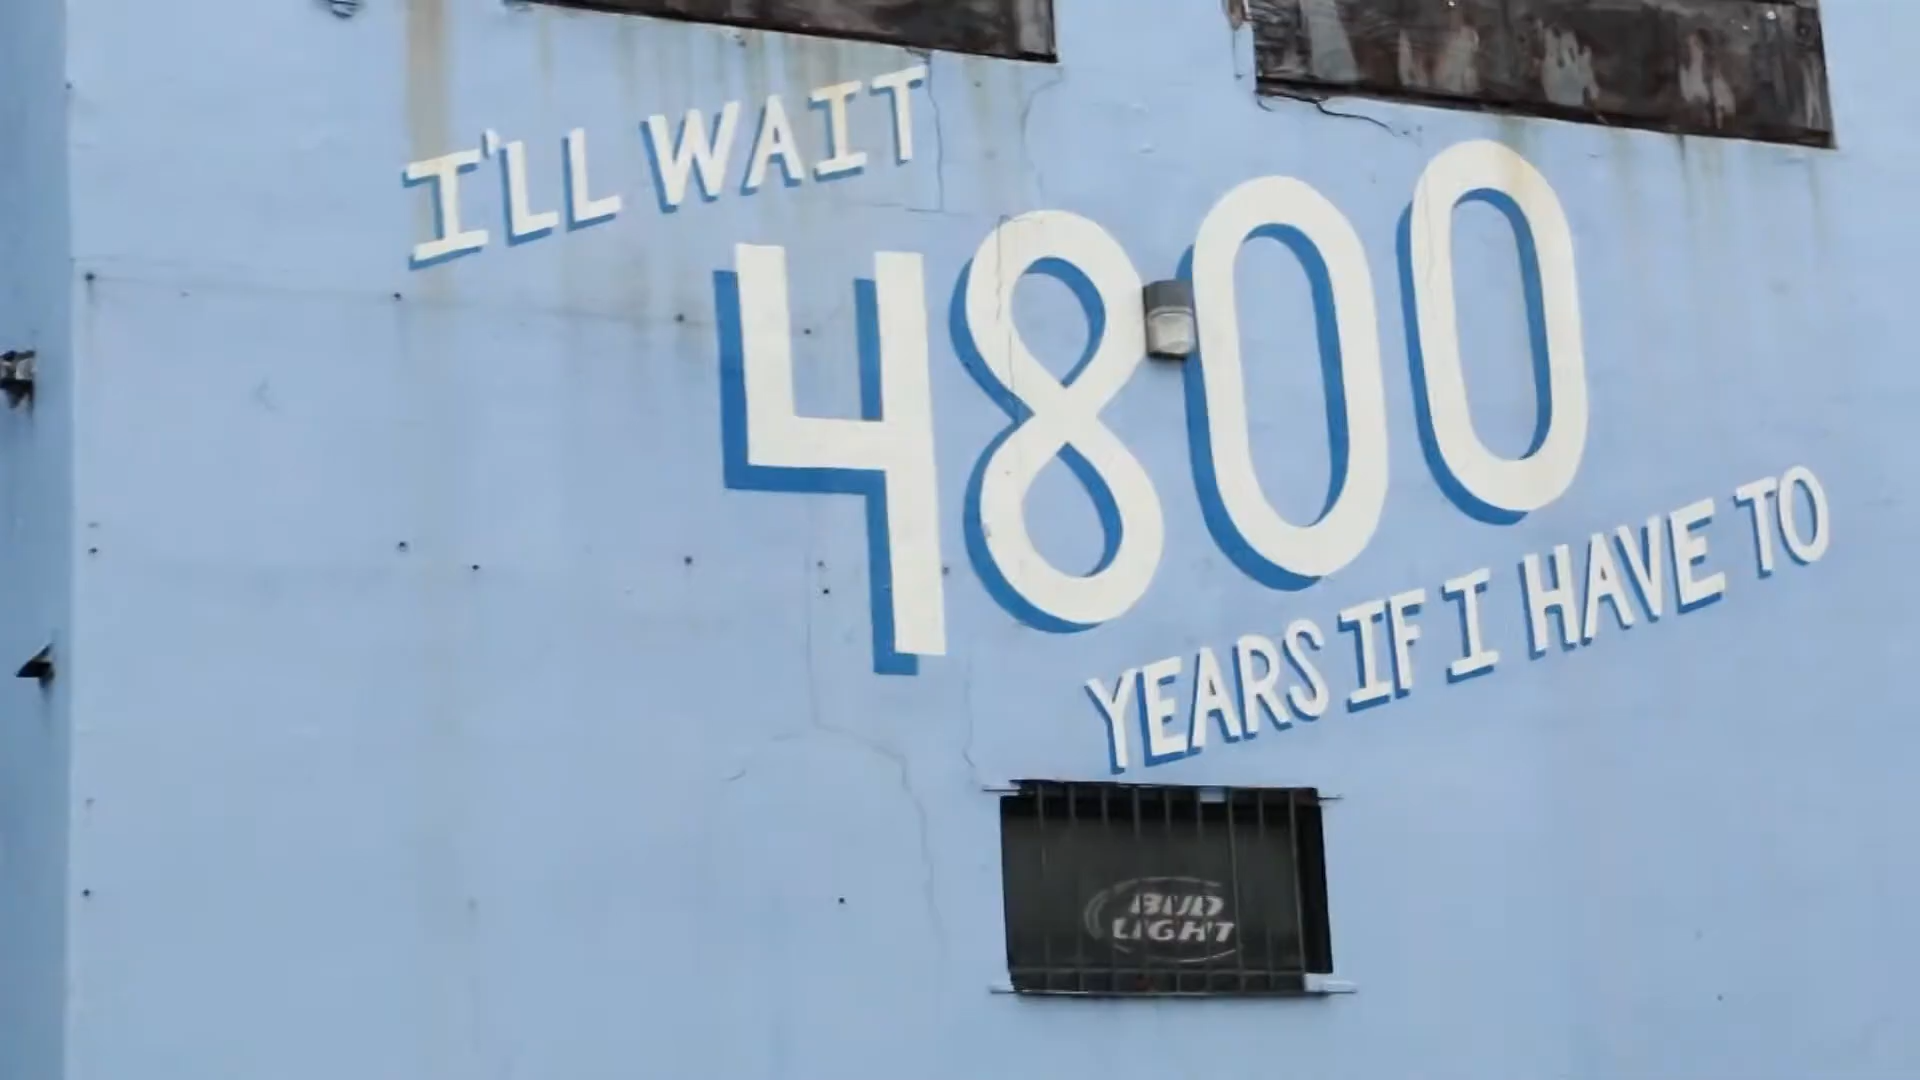 I'LL WAIT
4800
YEARS IF I HAVE TO
BUD
LIGHT